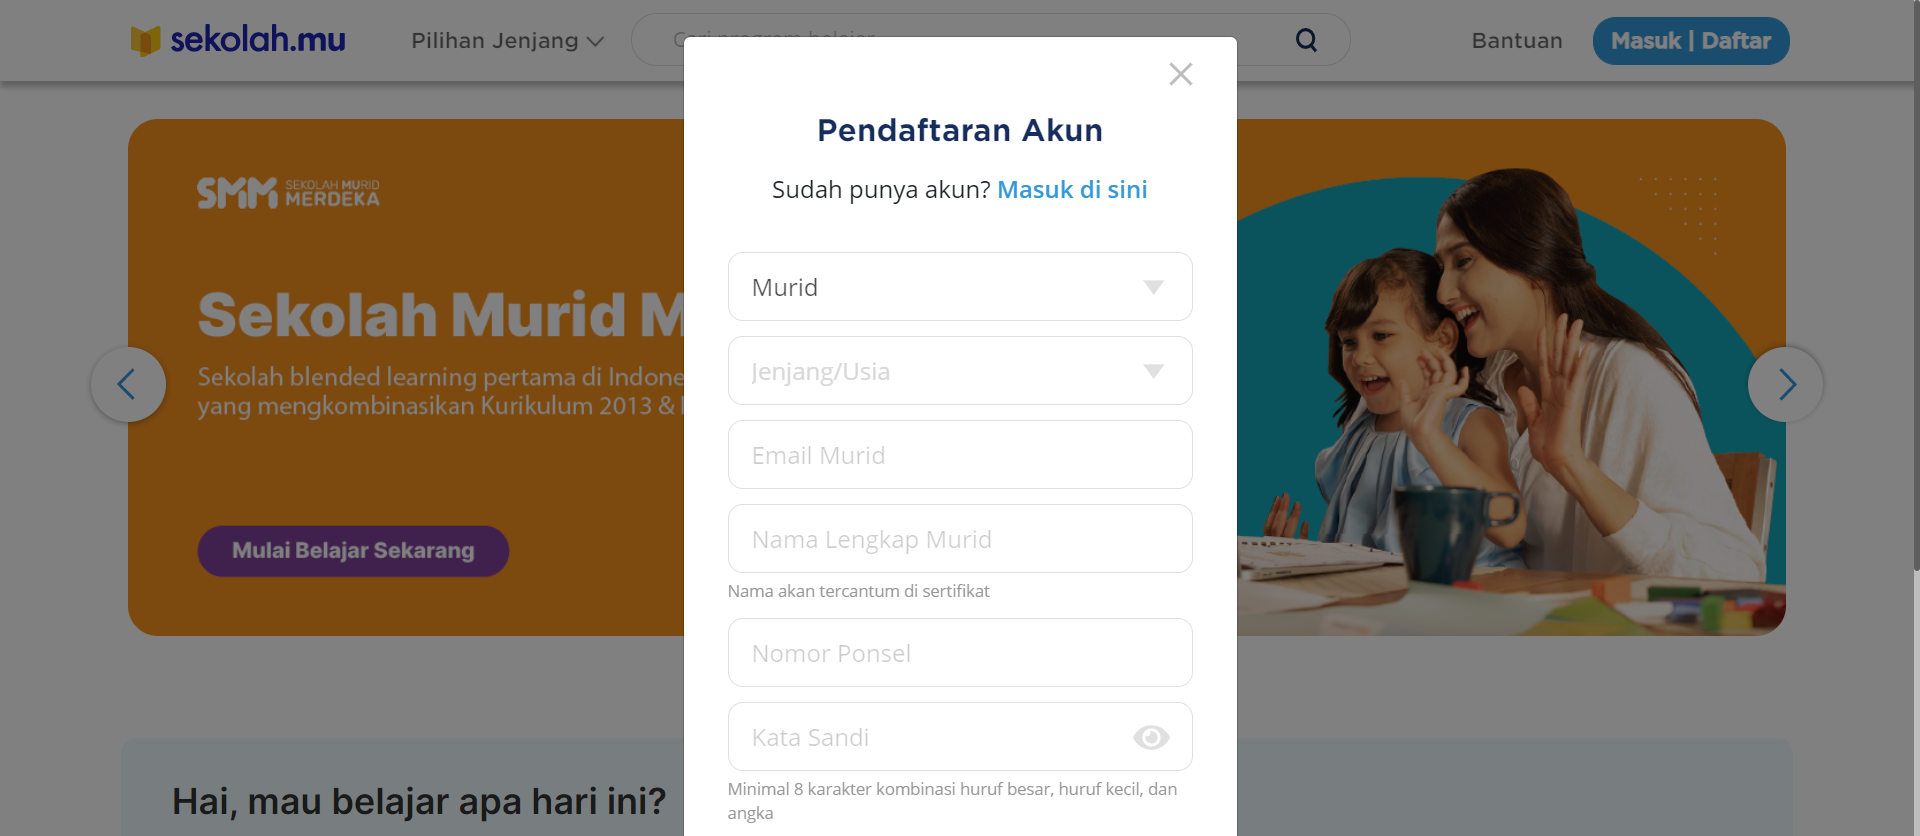 sekolah.mu
Pilihan Jenjang
Cari program belajar
Bantuan
Masuk | Daftar
Pendaftaran Akun
Sudah punya akun? Masuk di sini
Murid
Jenjang/Usia
Email Murid
Nama Lengkap Murid
Nama akan tercantum di sertifikat
Nomor Ponsel
Kata Sandi
Minimal 8 karakter kombinasi huruf besar, huruf kecil, dan
angka
SMM SEKOLAH MURID
MERDEKA
Sekolah Murid M
Sekolah blended learning pertama di Indone
yang mengkombinasikan Kurikulum 2013 &
Mulai Belajar Sekarang
Hai, mau belajar apa hari ini?